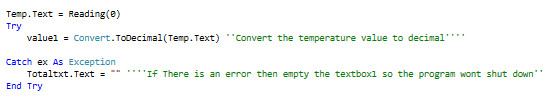 Temp.Text = Reading(0)
Try
value1 = Convert.ToDecimal(Temp.Text) ''Convert the temperature value to decimal''''
Catch ex As Exception
Totaltxt.Text = "" ''''If There is an error then empty the textbox1 so the program wont shut down''
End Try